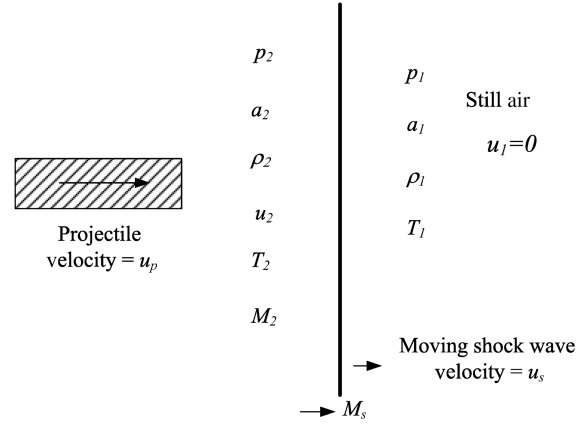 p2
a2
ρ2
u2
T2
M2
p1
a1
ρ1
T1
Still air
u1=0
Projectile
velocity = up
Moving shock wave
velocity = us
Ms